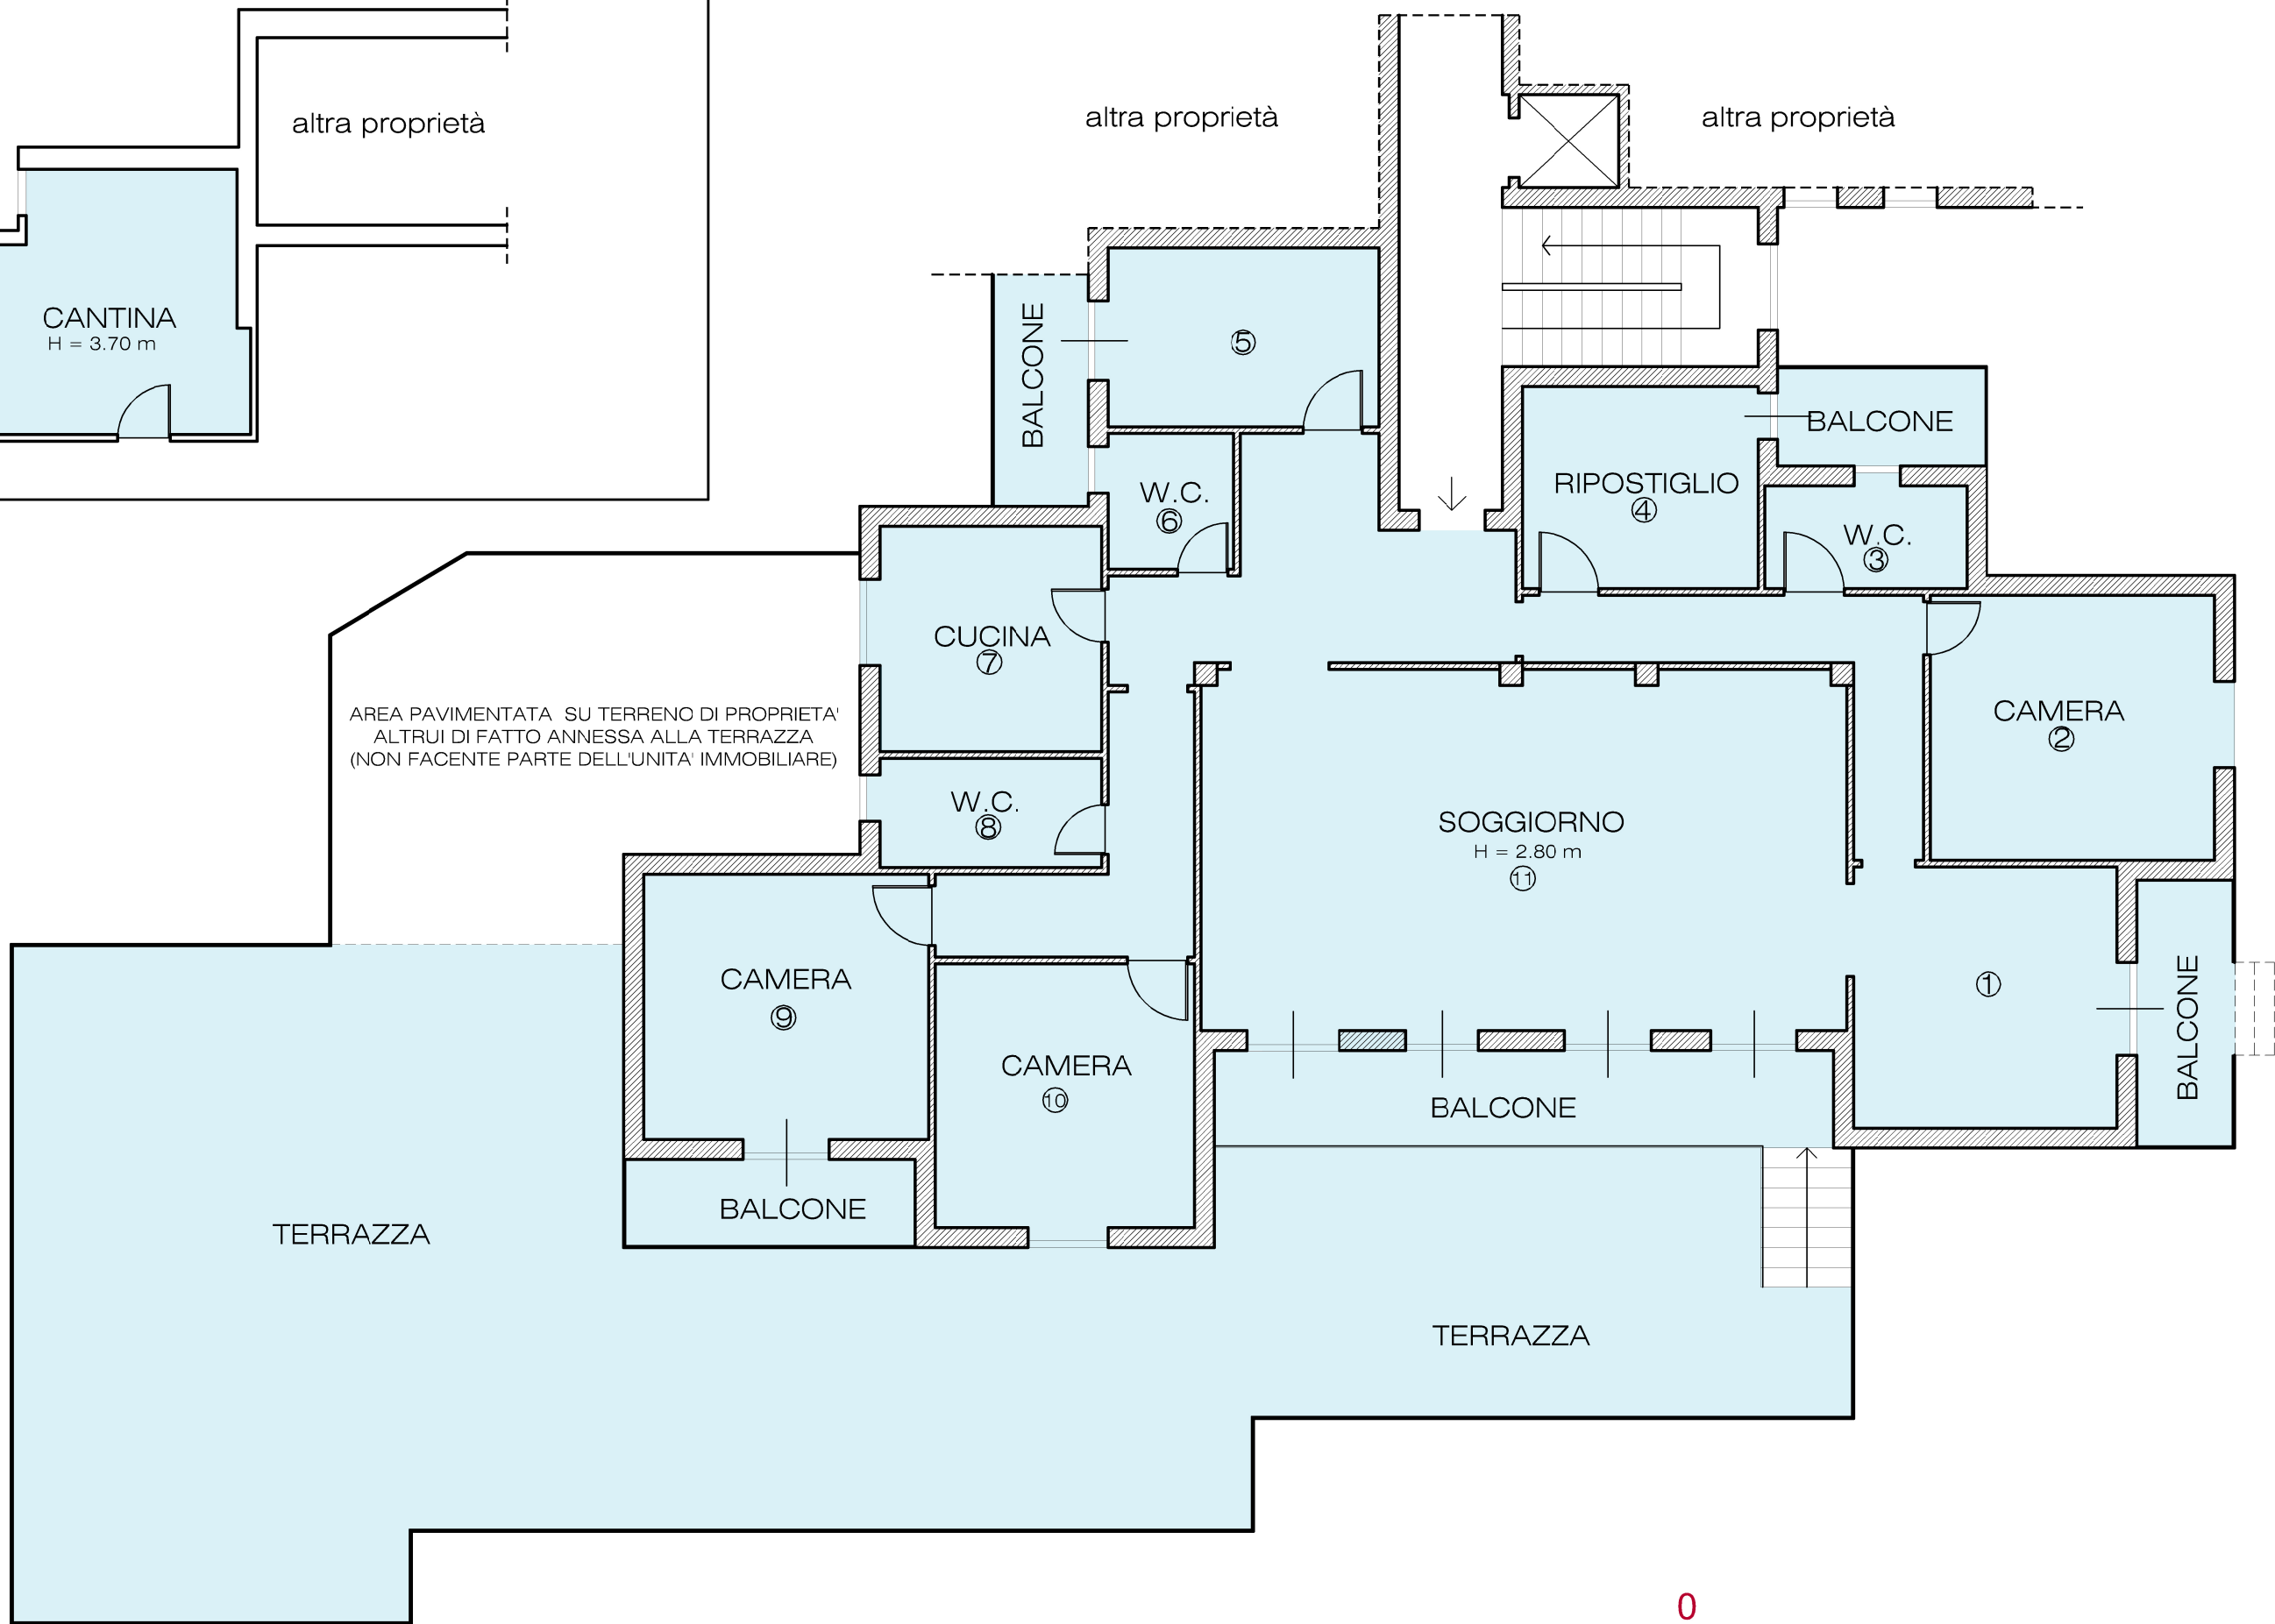 altra proprietà
altra proprietà
altra proprietà
CANTINA
H = 3.70 m
BALCONE
5
BALCONE
RIPOSTIGLIO
4
W.C.
6
W.C.
3
CUCINA
7
CAMERA
2
AREA PAVIMENTATA SU TERRENO DI PROPRIETA'
ALTRUI DI FATTO ANNESSA ALLA TERRAZZA
(NON FACENTE PARTE DELL'UNITA' IMMOBILIARE)
W.C.
8
SOGGIORNO
H = 2.80 m
11
CAMERA
9
1
BALCONE
CAMERA
10
BALCONE
BALCONE
TERRAZZA
TERRAZZA
0